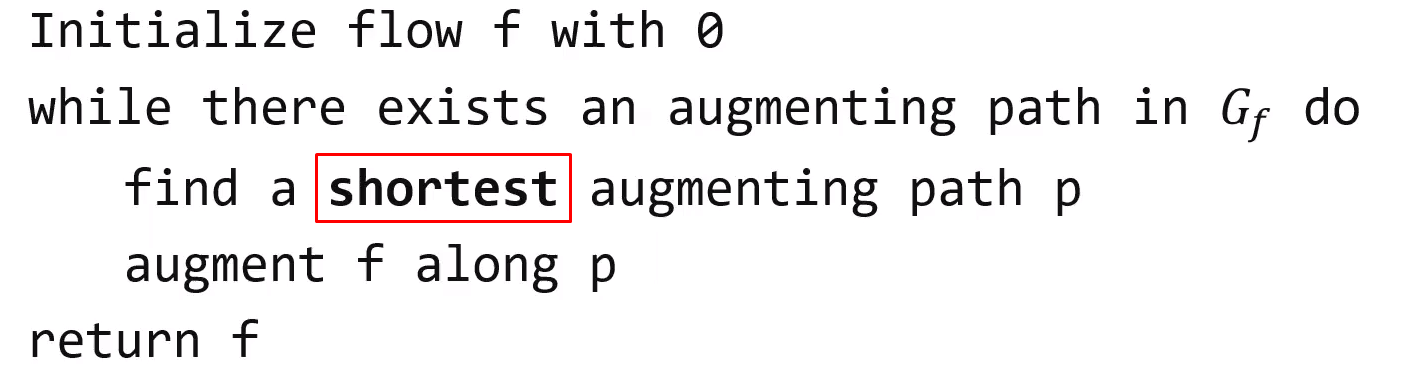 Initialize flow f with 0
while there exists an augmenting path in G_f do
find a shortest augmenting path p
augment f along p
return f